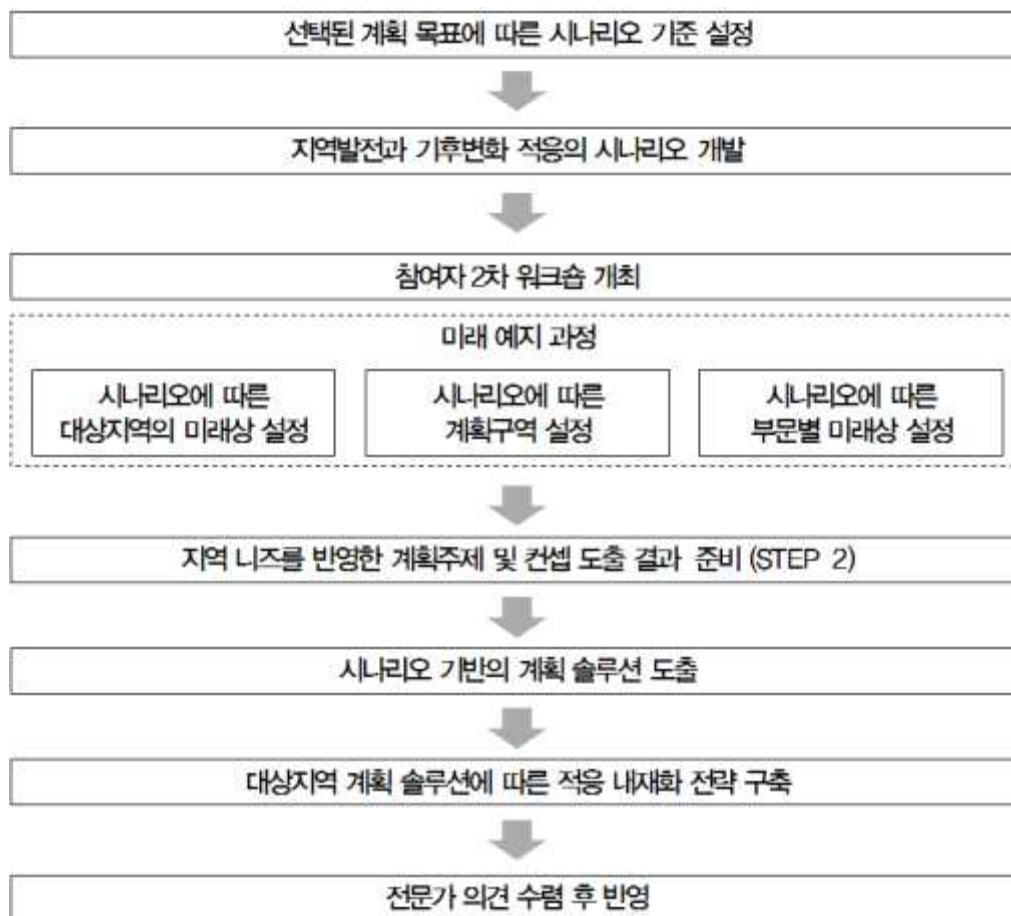 선택된 계획 목표에 따른 시나리오 기준 설정
지역발전과 기후변화 적응의 시나리오 개발
참여자 2차 워크숍 개최
미래 예지 과정
시나리오에 따른
대상지역의 미래상 설정
시나리오에 따른
계획구역 설정
시나리오에 따른
부문별 미래상 설정
지역 니즈를 반영한 계획주제 및 컨셉 도출 결과 준비 (STEP 2)
시나리오 기반의 계획 솔루션 도출
대상지역 계획 솔루션에 따른 적응 내재화 전략 구축
전문가 의견 수렴 후 반영